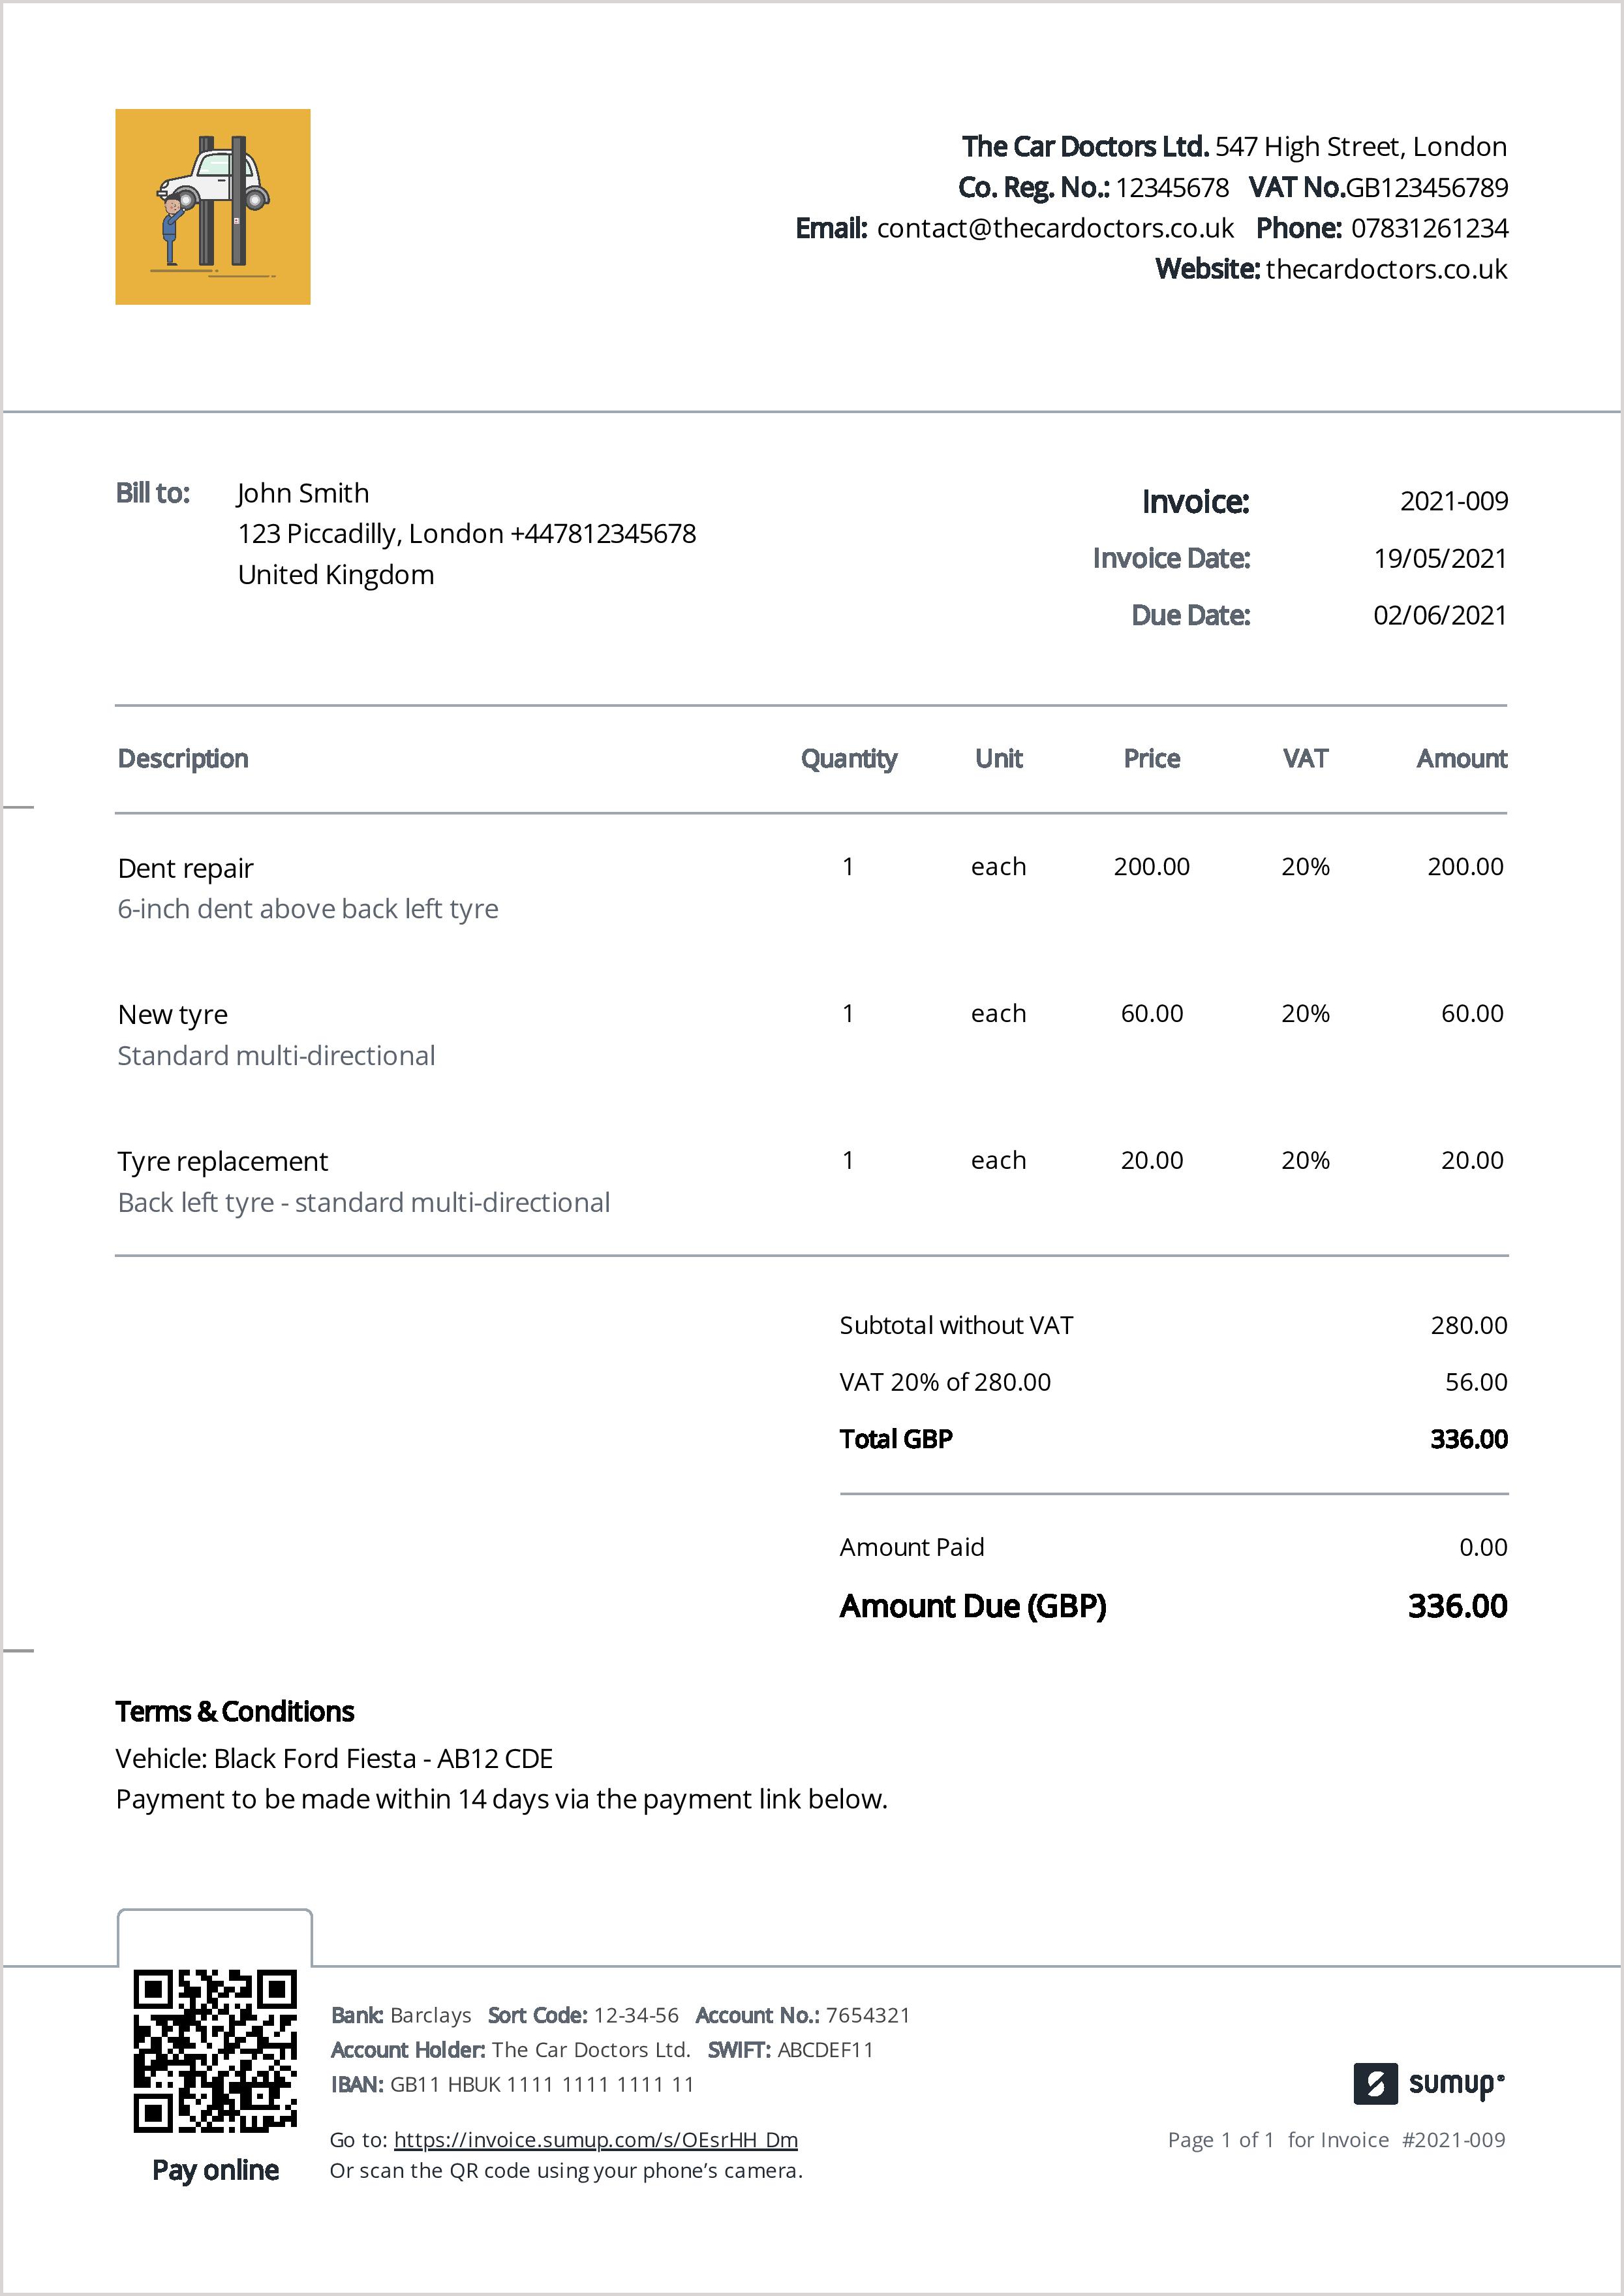 The Car Doctors Ltd. 547 High Street, London
Co. Reg. No.: 12345678 VAT No.GB123456789
Email: contact@thecardoctors.co.uk Phone: 07831261234
Website: thecardoctors.co.uk
Bill to: John Smith
123 Piccadilly, London +447812345678
United Kingdom
Invoice: 2021-009
Invoice Date: 19/05/2021
Due Date: 02/06/2021
Description Quantity Unit Price VAT Amount
Dent repair 1 each 200.00 20% 200.00
6-inch dent above back left tyre
New tyre 1 each 60.00 20% 60.00
Standard multi-directional
Tyre replacement 1 each 20.00 20% 20.00
Back left tyre - standard multi-directional
Subtotal without VAT 280.00
VAT 20% of 280.00 56.00
Total GBP 336.00
Amount Paid 0.00
Amount Due (GBP) 336.00
Terms & Conditions
Vehicle: Black Ford Fiesta - AB12 CDE
Payment to be made within 14 days via the payment link below.
Bank: Barclays Sort Code: 12-34-56 Account No.: 7654321
Account Holder: The Car Doctors Ltd. SWIFT: ABCDEF11
IBAN: GB11 HBUK 1111 1111 1111 11
Go to: https://invoice.sumup.com/s/OEsrHH_Dm
Or scan the QR code using your phone’s camera.
Pay online
sumup®
Page 1 of 1 for Invoice #2021-009